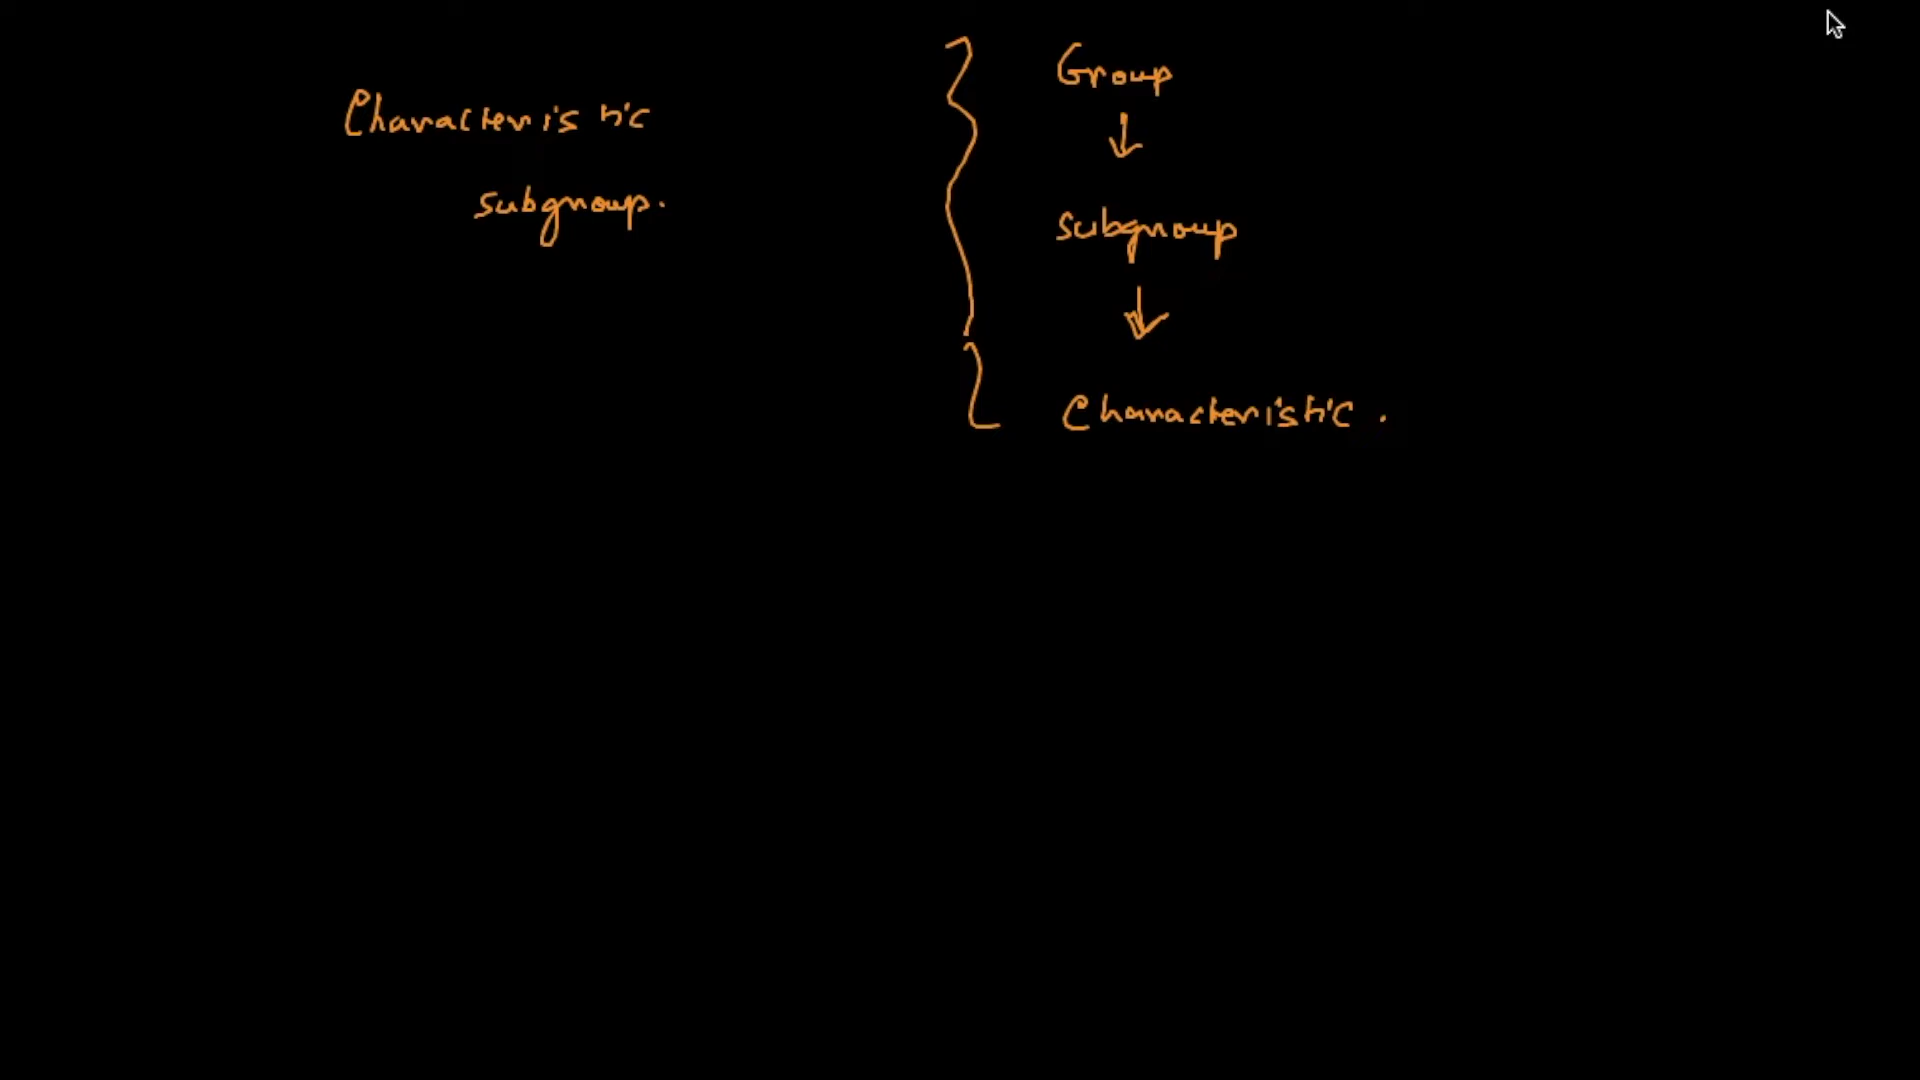 Characteristic
subgroup.
Group
↓
subgroup
↓
Characteristic.